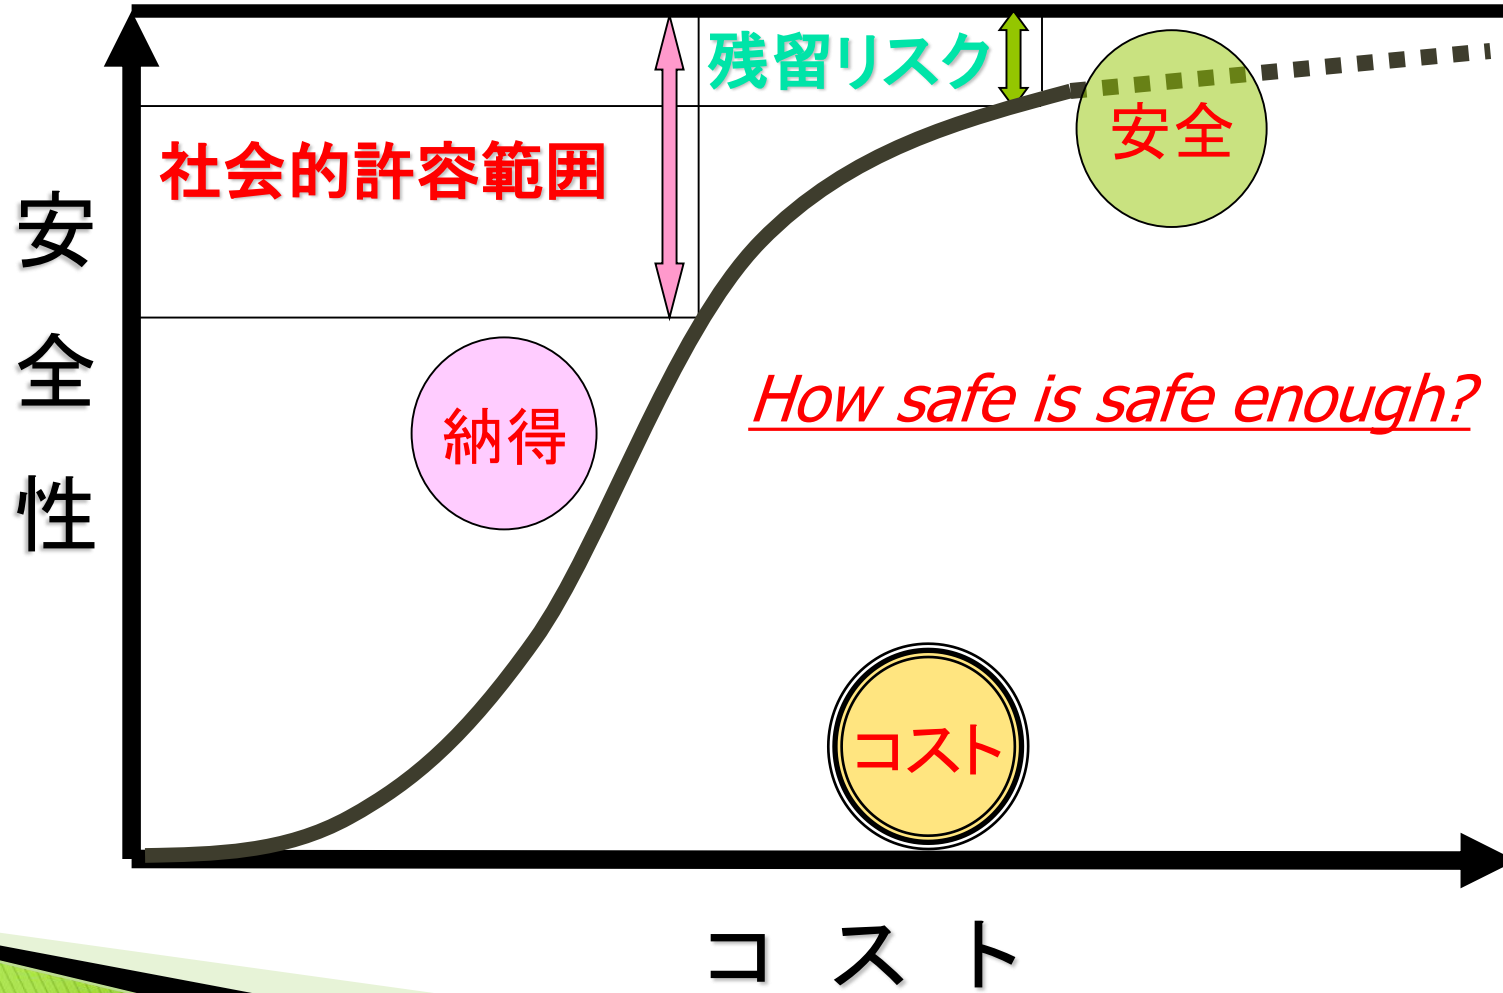 残留リスク
社会的許容範囲
安全
安全性
納得
How safe is safe enough?
コスト
コスト